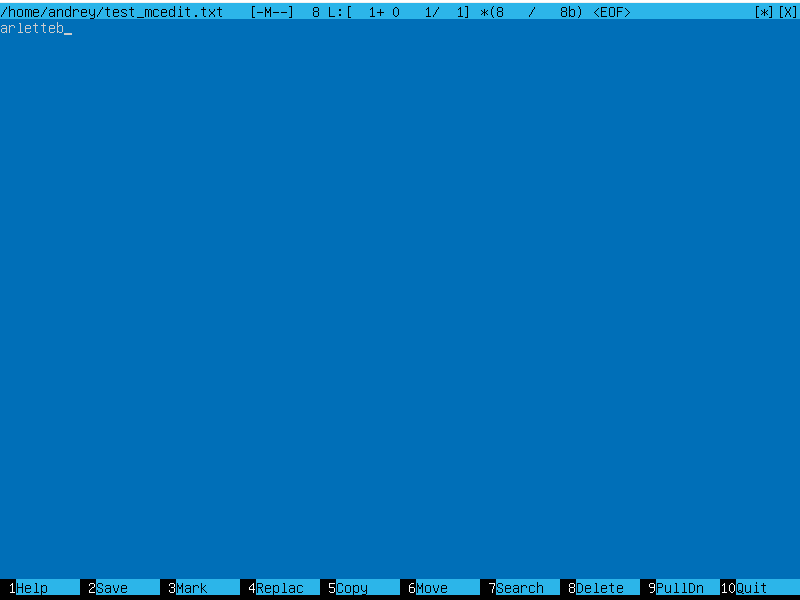 /home/andrey/test_mcedit.txt [-M--] 8 L:[ 1+ 0 1/ 1] *(8 / 8b) <EOF> [*][X]
arletteb_
1Help 2Save 3Mark 4Replac 5Copy 6Move 7Search 8Delete 9PullDn 10Quit